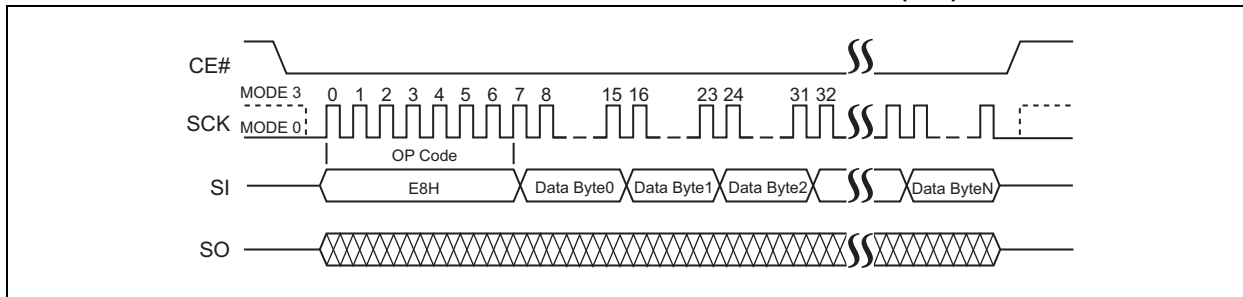 CE#
MODE 3
0 1 2 3 4 5 6 7 8 15 16 23 24 31 32
SCK
MODE 0
OP Code
SI
E8H Data Byte0 Data Byte1 Data Byte2 Data ByteN
SO